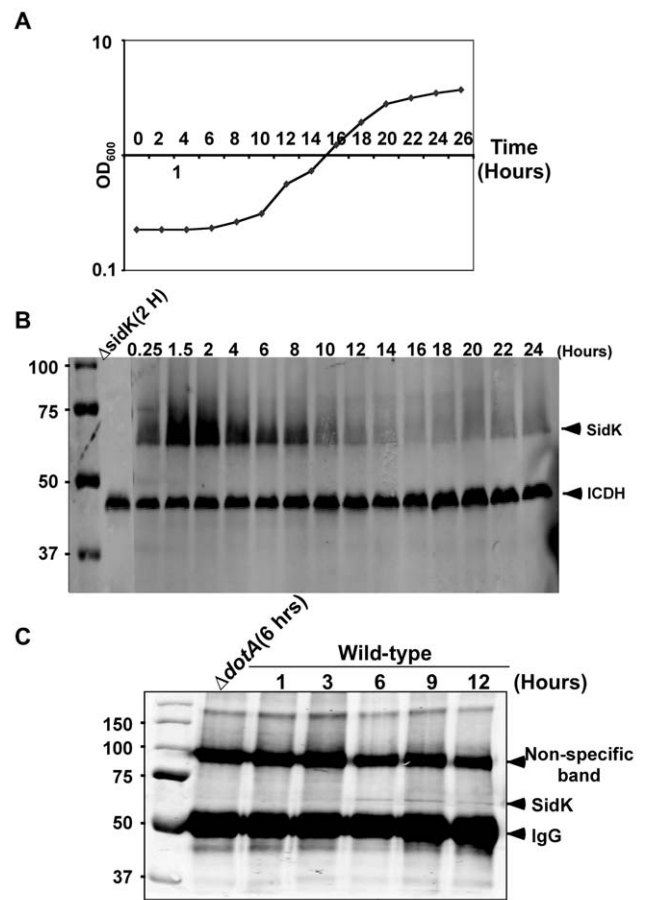 A
10
0 2 4 6 8 10 12 14 16 18 20 22 24 26
Time
(Hours)
1
OD600
0.1
B
ΔsidK(2 H)
0.25 1.5 2 4 6 8 10 12 14 16 18 20 22 24 (Hours)
100
75
SidK
50
ICDH
37
C
ΔdotA(6 hrs)
Wild-type
1 3 6 9 12 (Hours)
150
100
Non-specific
band
75
SidK
50
IgG
37